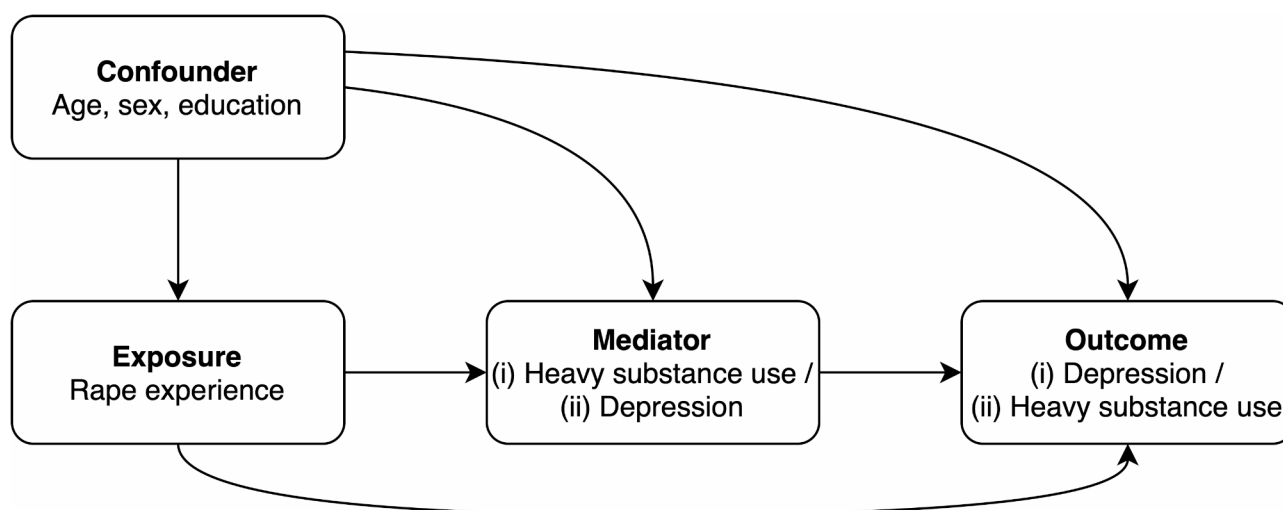 Confounder
Age, sex, education
Exposure
Rape experience
Mediator
(i) Heavy substance use /
(ii) Depression
Outcome
(i) Depression /
(ii) Heavy substance use